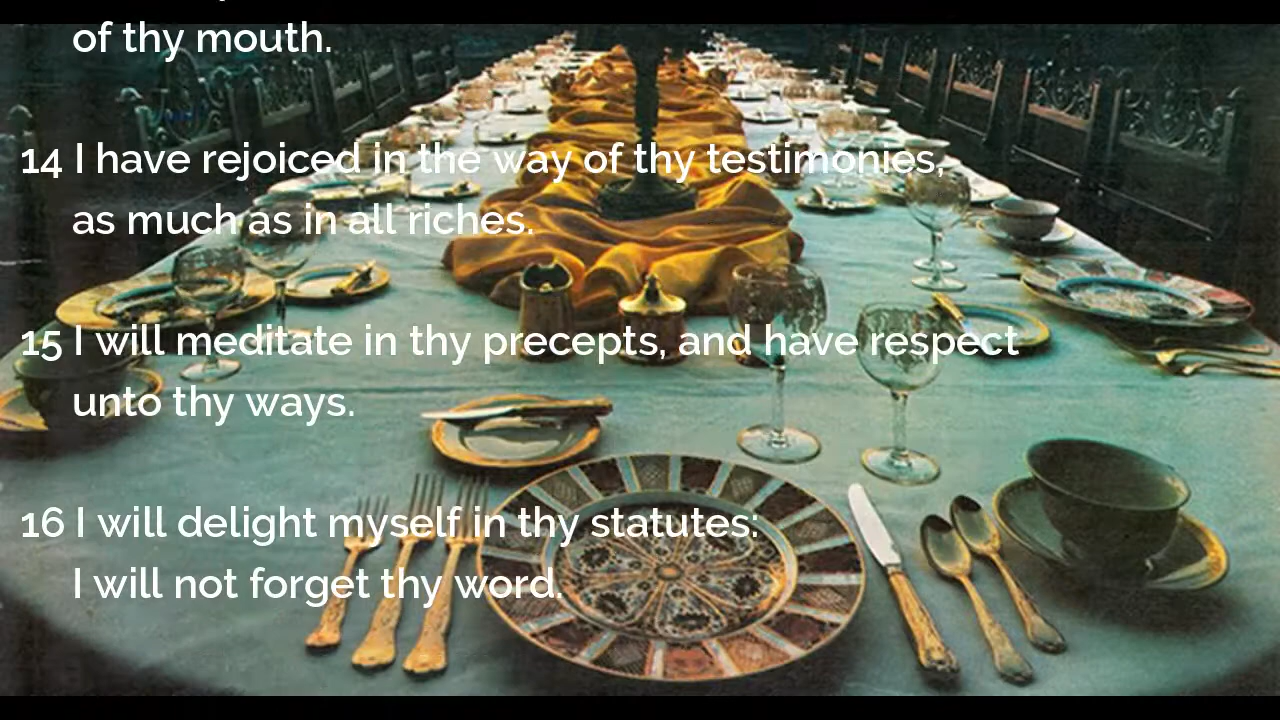 of thy mouth.
14 I have rejoiced in the way of thy testimonies,
as much as in all riches.
15 I will meditate in thy precepts, and have respect
unto thy ways.
16 I will delight myself in thy statutes:
I will not forget thy word.